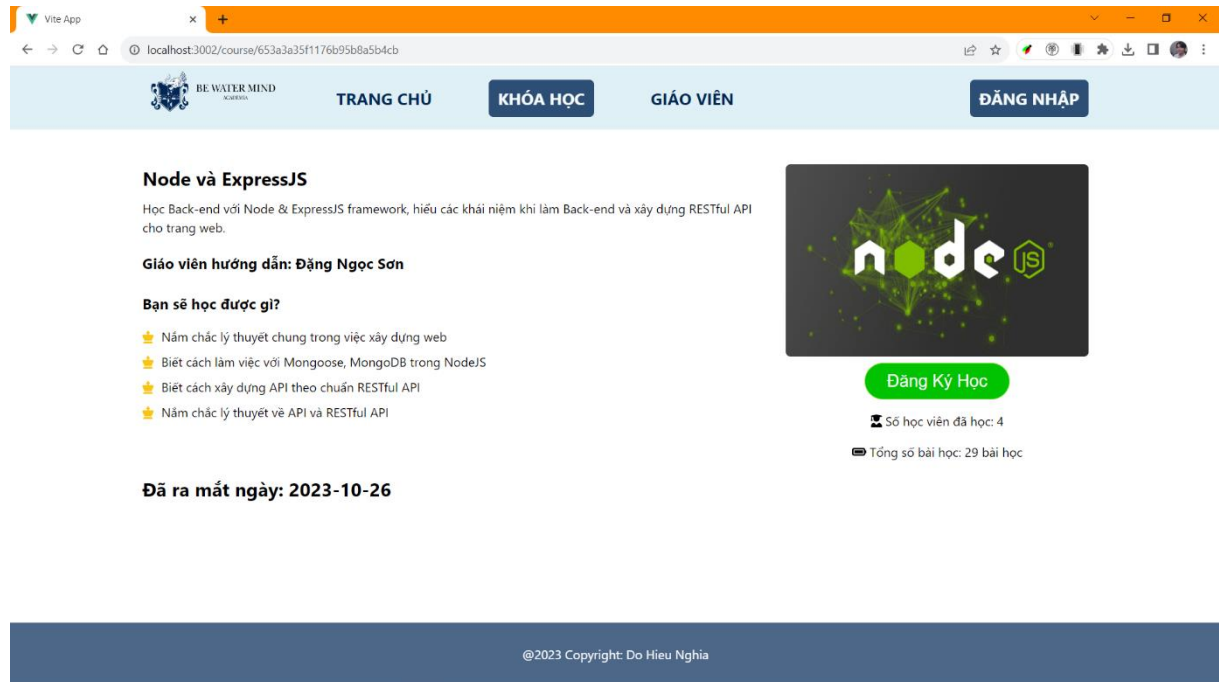 Vite App
localhost:3002/course/653a3a35f1176b95b8a5b4cb
BE WATER MIND
ACADEMIA
TRANG CHỦ
KHÓA HỌC
GIÁO VIÊN
ĐĂNG NHẬP
Node và ExpressJS
Học Back-end với Node & ExpressJS framework, hiểu các khái niệm khi làm Back-end và xây dựng RESTful API
cho trang web.
Giáo viên hướng dẫn: Đặng Ngọc Sơn
Bạn sẽ học được gì?
Nắm chắc lý thuyết chung trong việc xây dựng web
Biết cách làm việc với Mongoose, MongoDB trong NodeJS
Biết cách xây dựng API theo chuẩn RESTful API
Nắm chắc lý thuyết về API và RESTful API
Đã ra mắt ngày: 2023-10-26
node JS
Đăng Ký Học
Số học viên đã học: 4
Tổng số bài học: 29 bài học
@2023 Copyright: Do Hieu Nghia